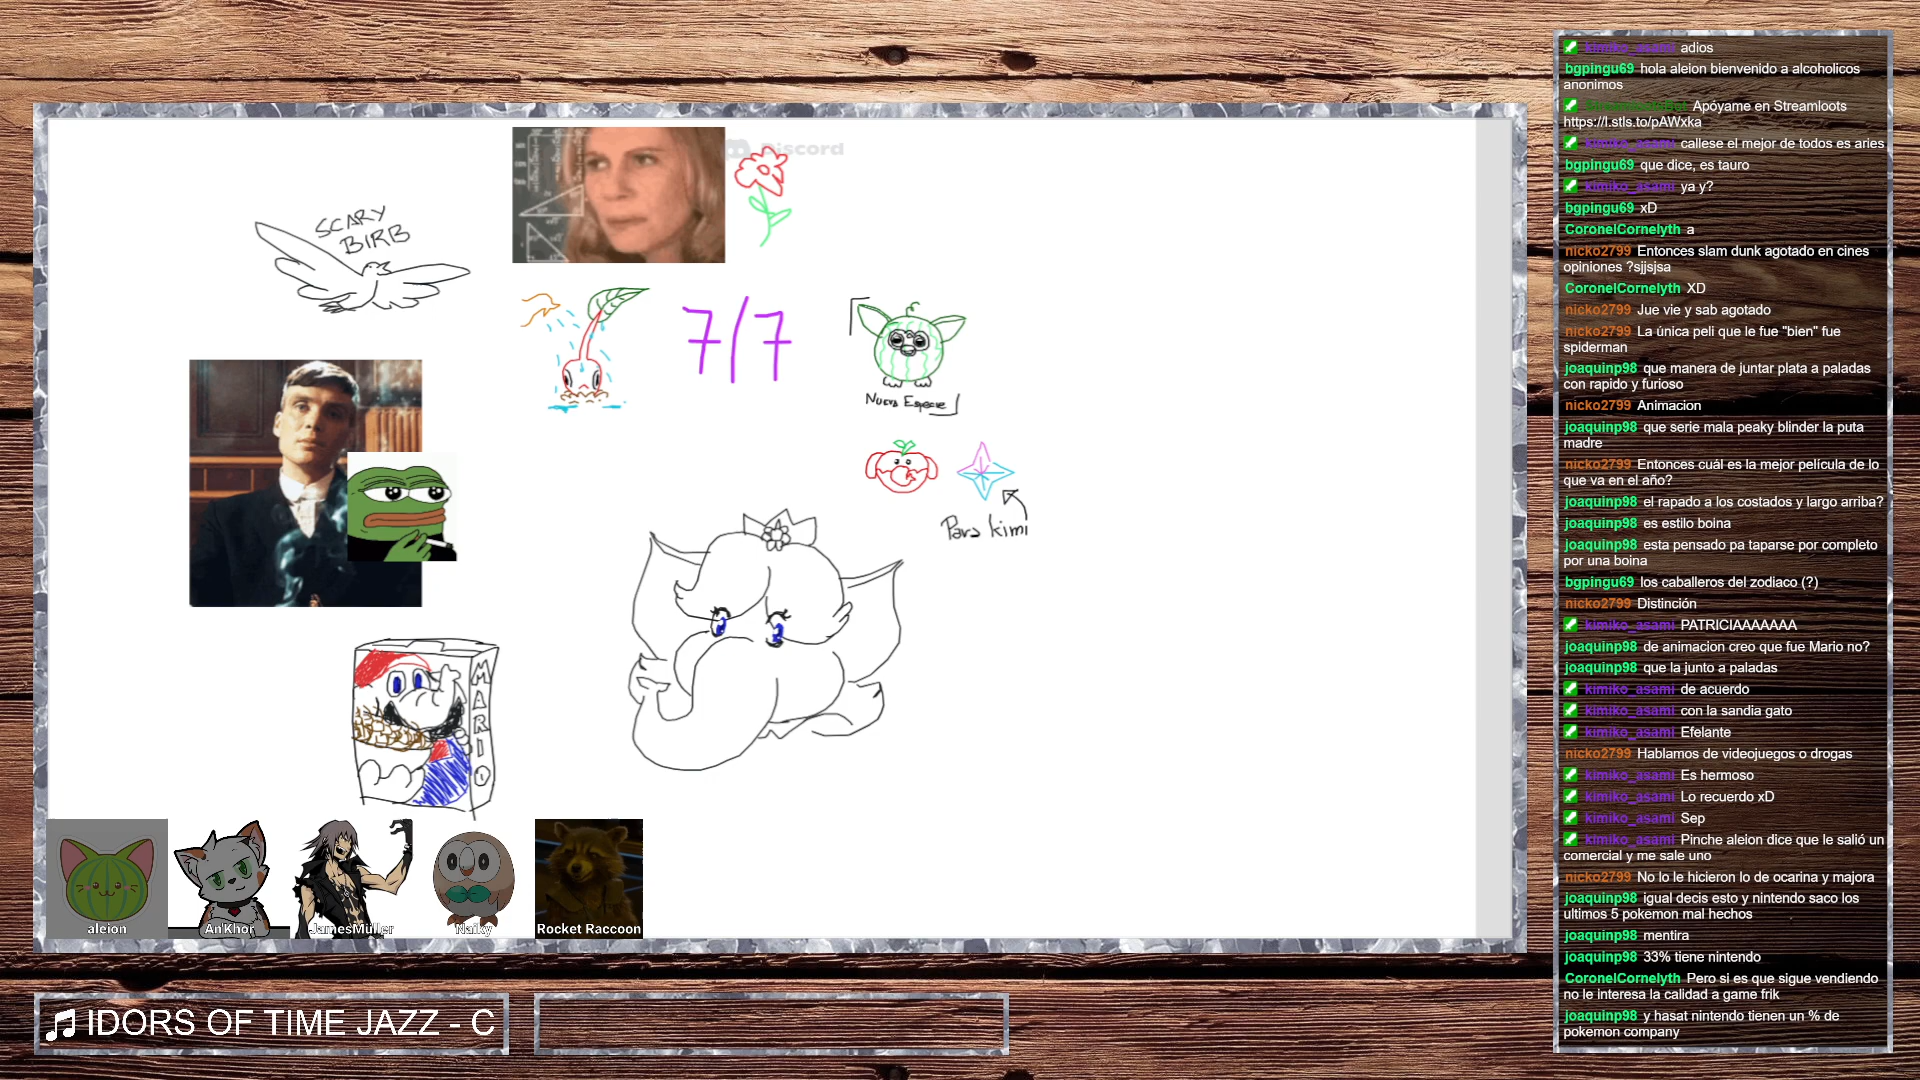 Discord
SCARY
BIRB
7/7
Nueva Especie
Para kimi
MARIO
aleion
An'Khor
JamesMüller
Naiky
Rocket Raccoon
IDORS OF TIME JAZZ - C
kimiko_asami adios
bgpingu69 hola aleion bienvenido a alcoholicos
anonimos
Apóyame en Streamloots
https://l.stls.to/pAWxka
kimiko_asami callese el mejor de todos es aries
bgpingu69 que dice, es tauro
kimiko_asami ya y?
bgpingu69 xD
CoronelCornelyth a
nicko2799 Entonces slam dunk agotado en cines
opiniones ?sjjsjsa
CoronelCornelyth XD
nicko2799 Jue vie y sab agotado
nicko2799 La única peli que le fue "bien" fue
spiderman
joaquinp98 que manera de juntar plata a paladas
con rapido y furioso
nicko2799 Animacion
joaquinp98 que serie mala peaky blinder la puta
madre
nicko2799 Entonces cuál es la mejor película de lo
que va en el año?
joaquinp98 el rapado a los costados y largo arriba?
joaquinp98 es estilo boina
joaquinp98 esta pensado pa taparse por completo
por una boina
bgpingu69 los caballeros del zodiaco (?)
nicko2799 Distinción
kimiko_asami PATRICIAAAAAAA
joaquinp98 de animacion creo que fue Mario no?
joaquinp98 que la junto a paladas
kimiko_asami de acuerdo
kimiko_asami con la sandia gato
kimiko_asami Efelante
nicko2799 Hablamos de videojuegos o drogas
kimiko_asami Es hermoso
kimiko_asami Lo recuerdo xD
kimiko_asami Sep
kimiko_asami Pinche aleion dice que le salió un
comercial y me sale uno
nicko2799 No lo le hicieron lo de ocarina y majora
joaquinp98 igual decis esto y nintendo saco los
ultimos 5 pokemon mal hechos
joaquinp98 mentira
joaquinp98 33% tiene nintendo
CoronelCornelyth Pero si es que sigue vendiendo
no le interesa la calidad a game frik
joaquinp98 y hasat nintendo tienen un % de
pokemon company